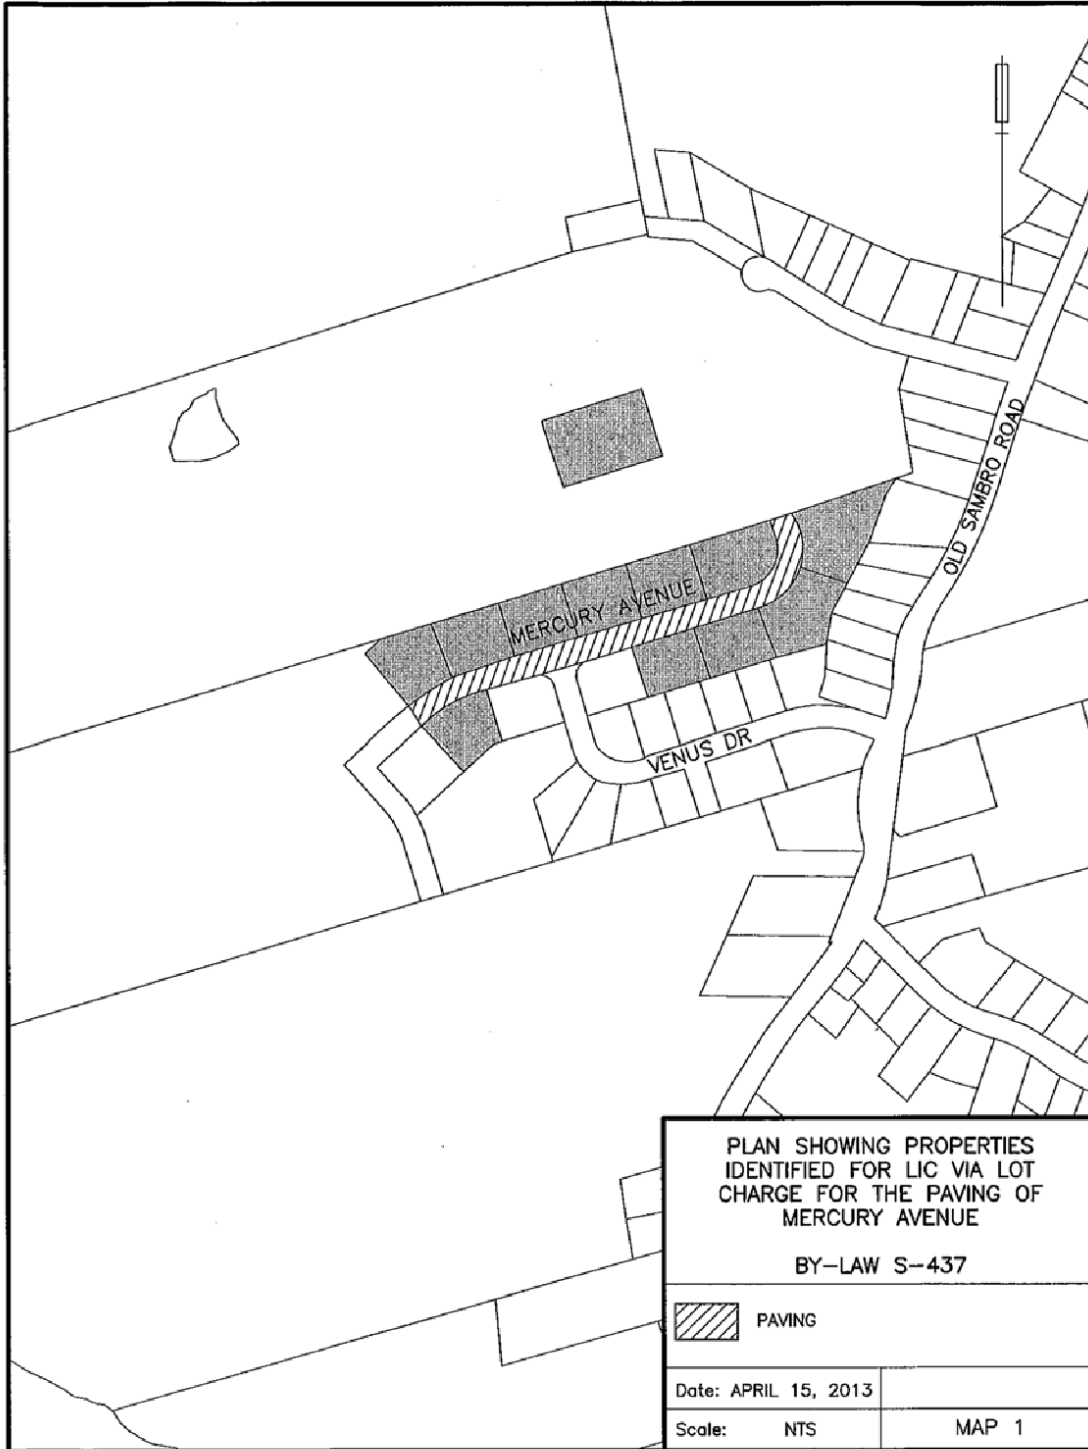 OLD SAMBRO ROAD
MERCURY AVENUE
VENUS DR
PLAN SHOWING PROPERTIES
IDENTIFIED FOR LIC VIA LOT
CHARGE FOR THE PAVING OF
MERCURY AVENUE
BY-LAW S-437
PAVING
Date: APRIL 15, 2013
Scale: NTS
MAP 1